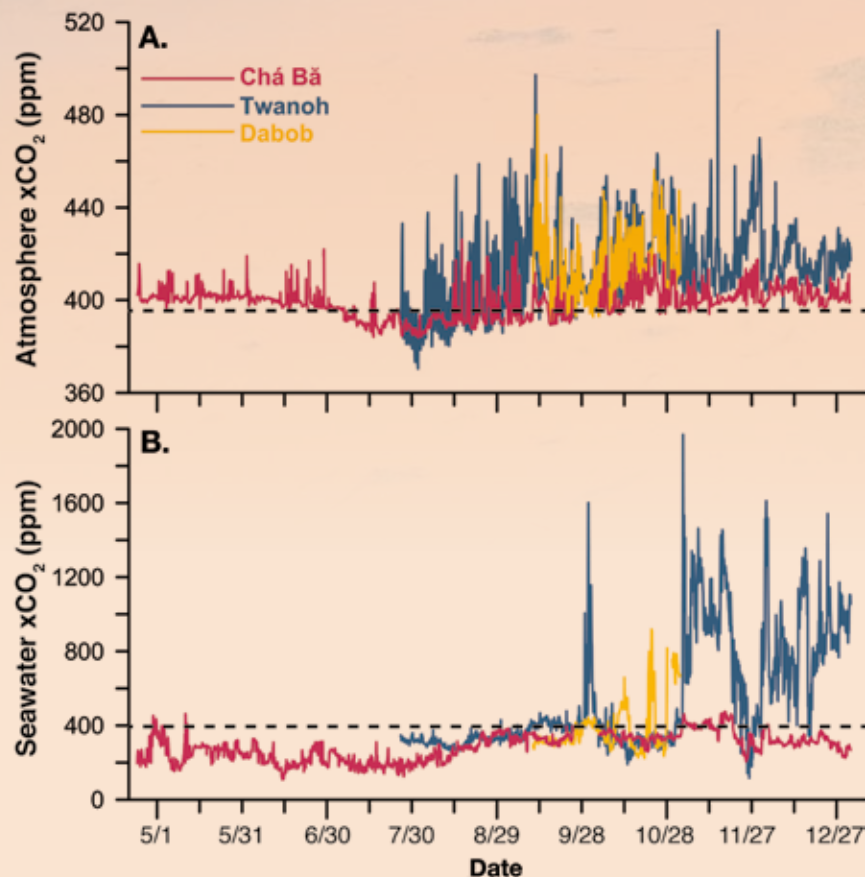 A.
Chá Bă
Twanoh
Dabob
Atmosphere xCO₂ (ppm)
520
480
440
400
360
B.
Seawater xCO₂ (ppm)
2000
1600
1200
800
400
0
5/1 5/31 6/30 7/30 8/29 9/28 10/28 11/27 12/27
Date